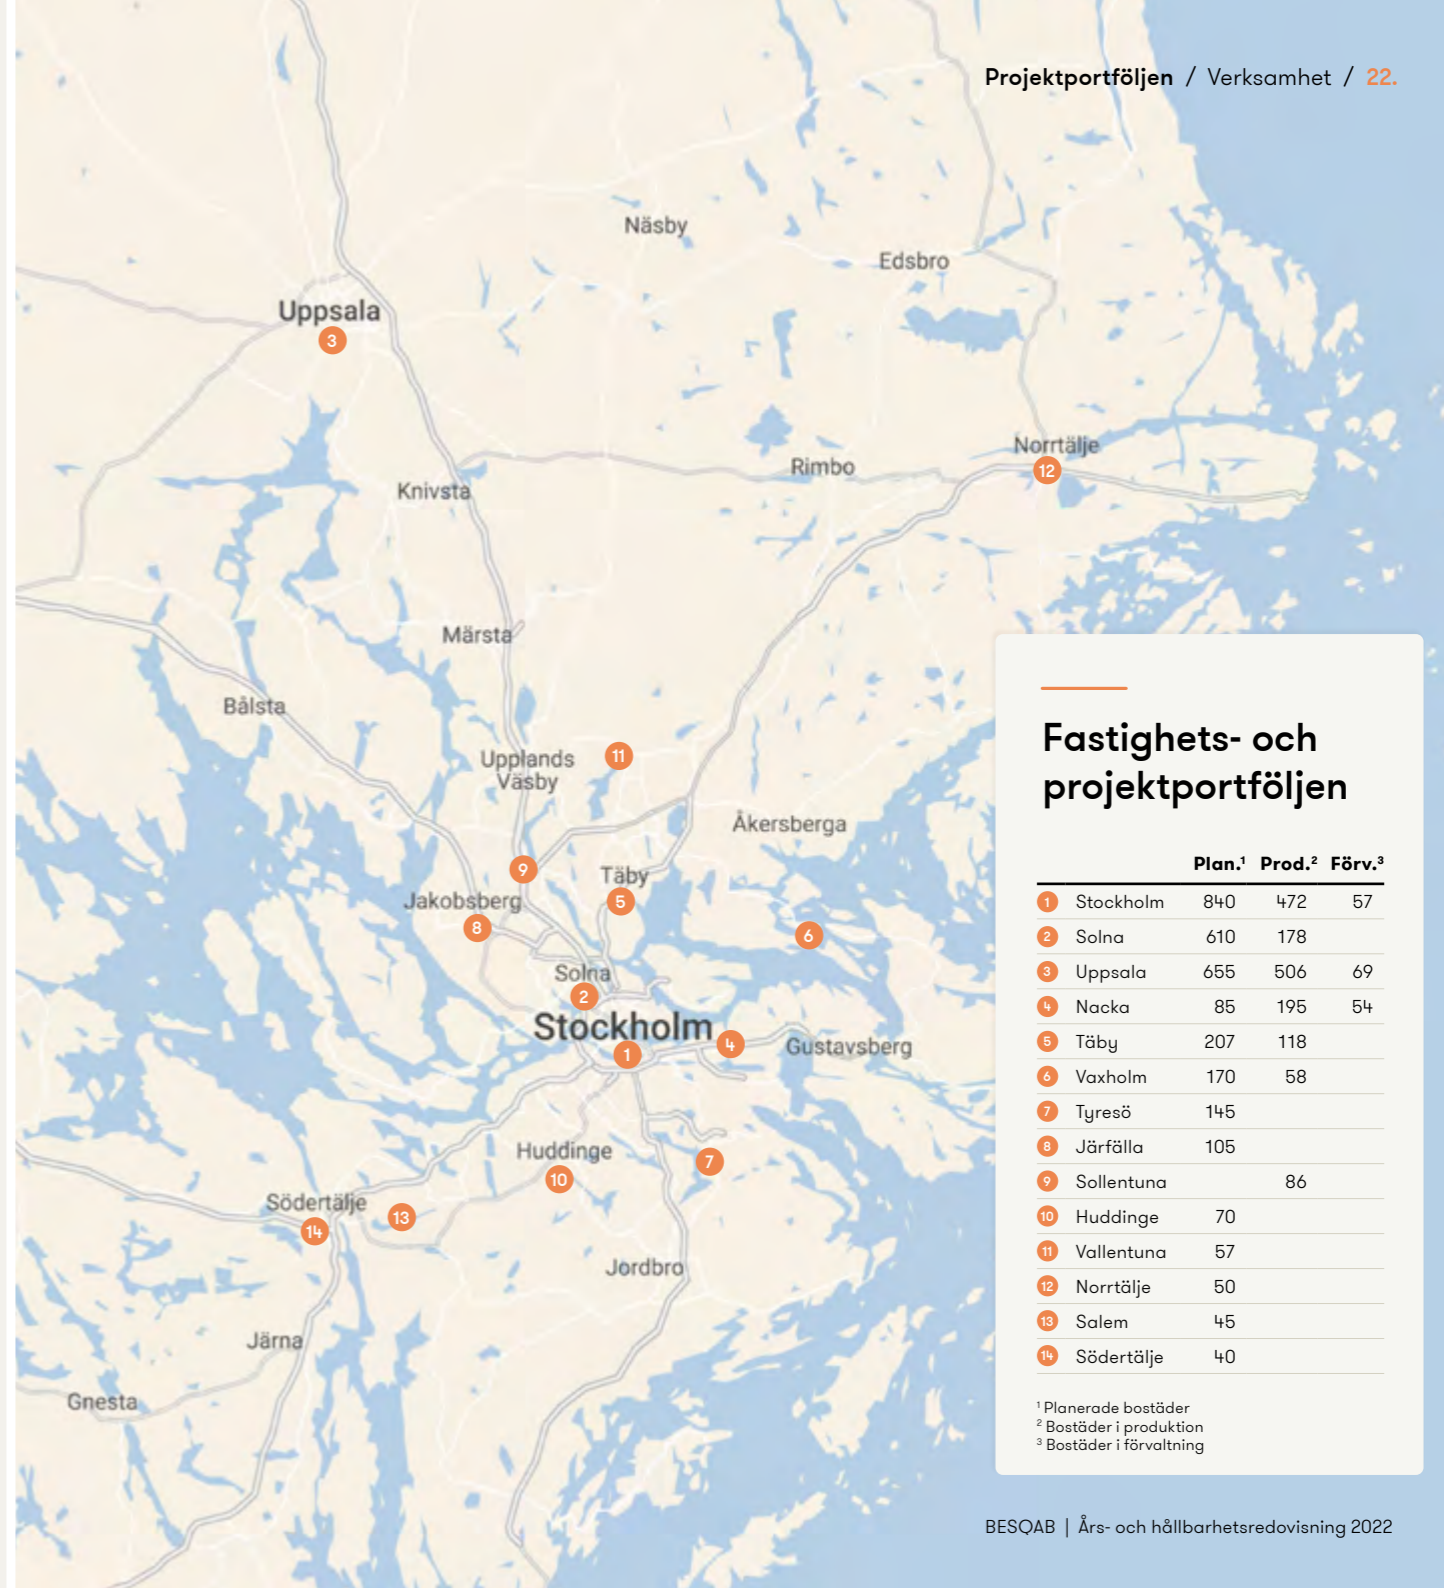 Projektportföljen / Verksamhet / 22.
Näsby
Edsbro
Uppsala
3
Norrtälje
12
Rimbo
Knivsta
Märsta
Bålsta
Upplands
Väsby
11
Åkersberga
9
Täby
5
Jakobsberg
8
6
Solna
2
Stockholm
1
4
Gustavsberg
Huddinge
10
7
Södertälje
14
13
Jordbro
Järna
Gnesta
Fastighets- och
projektportföljen
Plan.¹ Prod.² Förv.³
1 Stockholm 840 472 57
2 Solna 610 178
3 Uppsala 655 506 69
4 Nacka 85 195 54
5 Täby 207 118
6 Vaxholm 170 58
7 Tyresö 145
8 Järfälla 105
9 Sollentuna 86
10 Huddinge 70
11 Vallentuna 57
12 Norrtälje 50
13 Salem 45
14 Södertälje 40
¹ Planerade bostäder
² Bostäder i produktion
³ Bostäder i förvaltning
BESQAB | Års- och hållbarhetsredovisning 2022